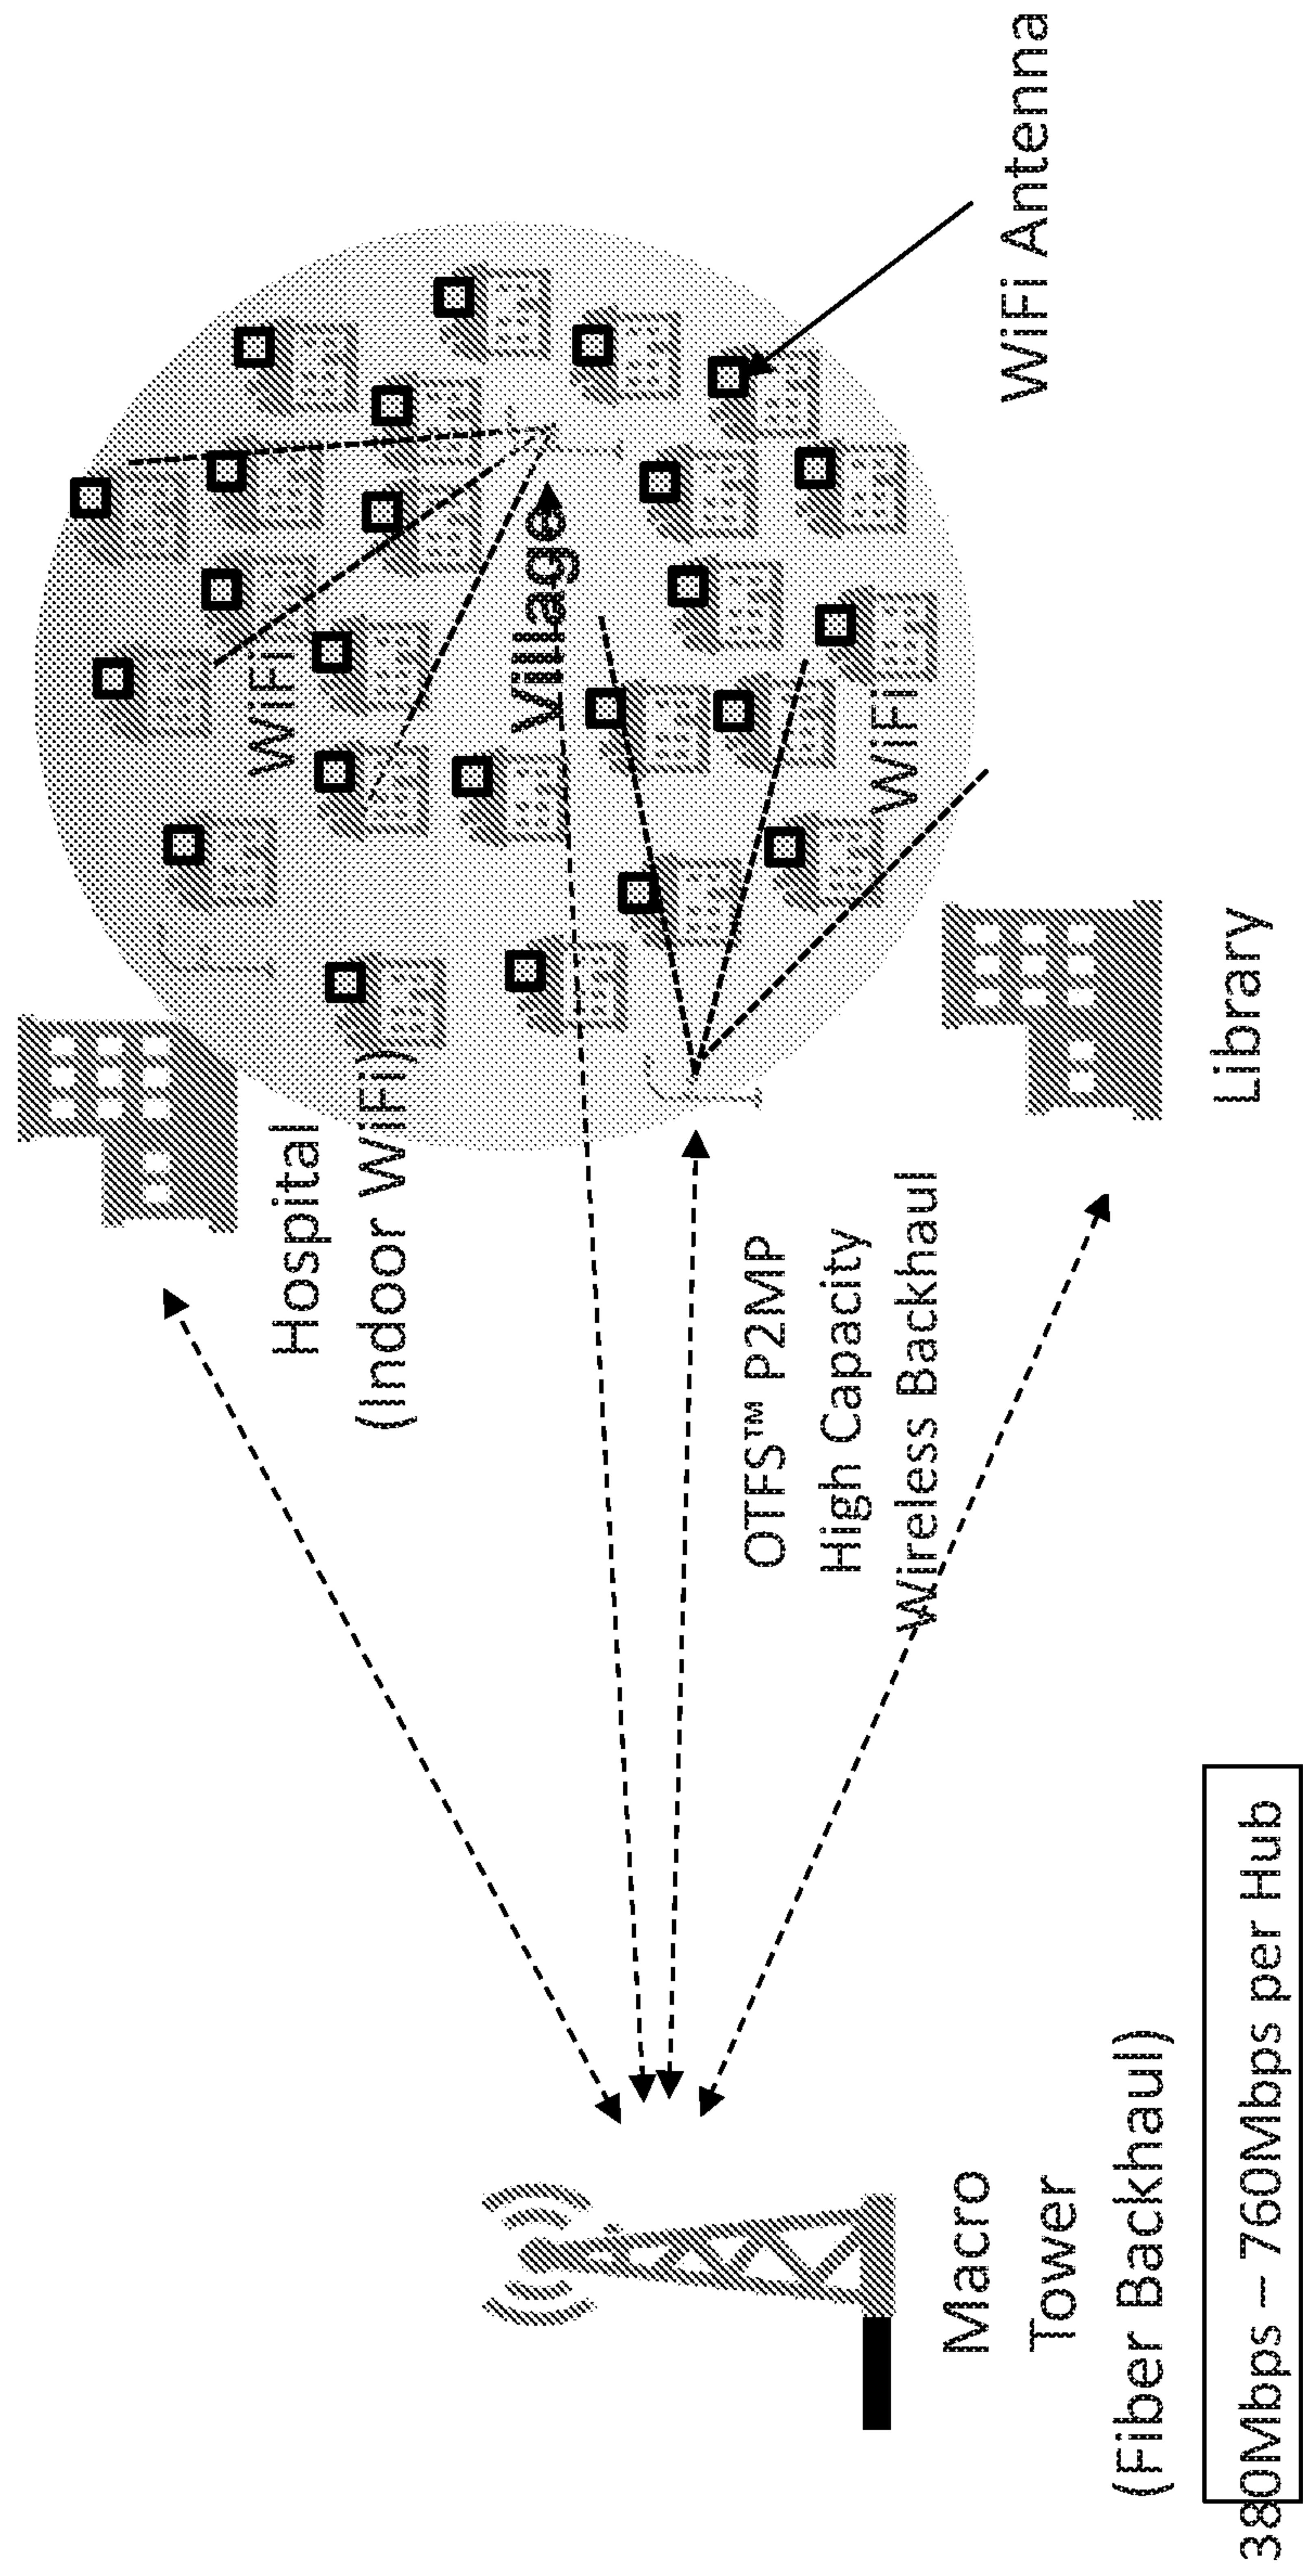 Hospital
(Indoor WiFi)
WiFi
Village
WiFi
WiFi Antenna
OTFS™ P2MP
High Capacity
Wireless Backhaul
Library
Macro
Tower
(Fiber Backhaul)
380Mbps – 760Mbps per Hub